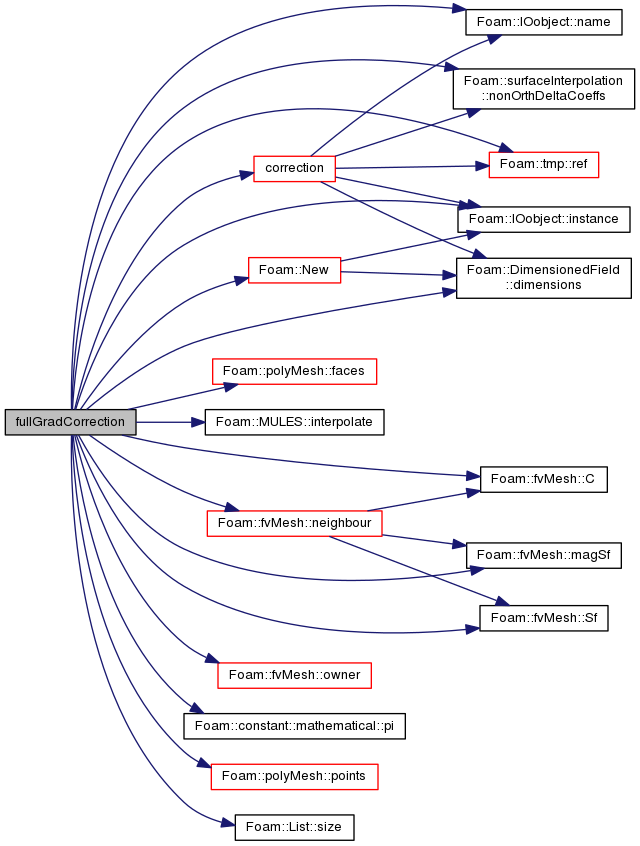 Foam::IOobject::name
Foam::surfaceInterpolation
::nonOrthDeltaCoeffs
correction
Foam::tmp::ref
Foam::IOobject::instance
Foam::New
Foam::DimensionedField
::dimensions
Foam::polyMesh::faces
fullGradCorrection
Foam::MULES::interpolate
Foam::fvMesh::C
Foam::fvMesh::neighbour
Foam::fvMesh::magSf
Foam::fvMesh::Sf
Foam::fvMesh::owner
Foam::constant::mathematical::pi
Foam::polyMesh::points
Foam::List::size